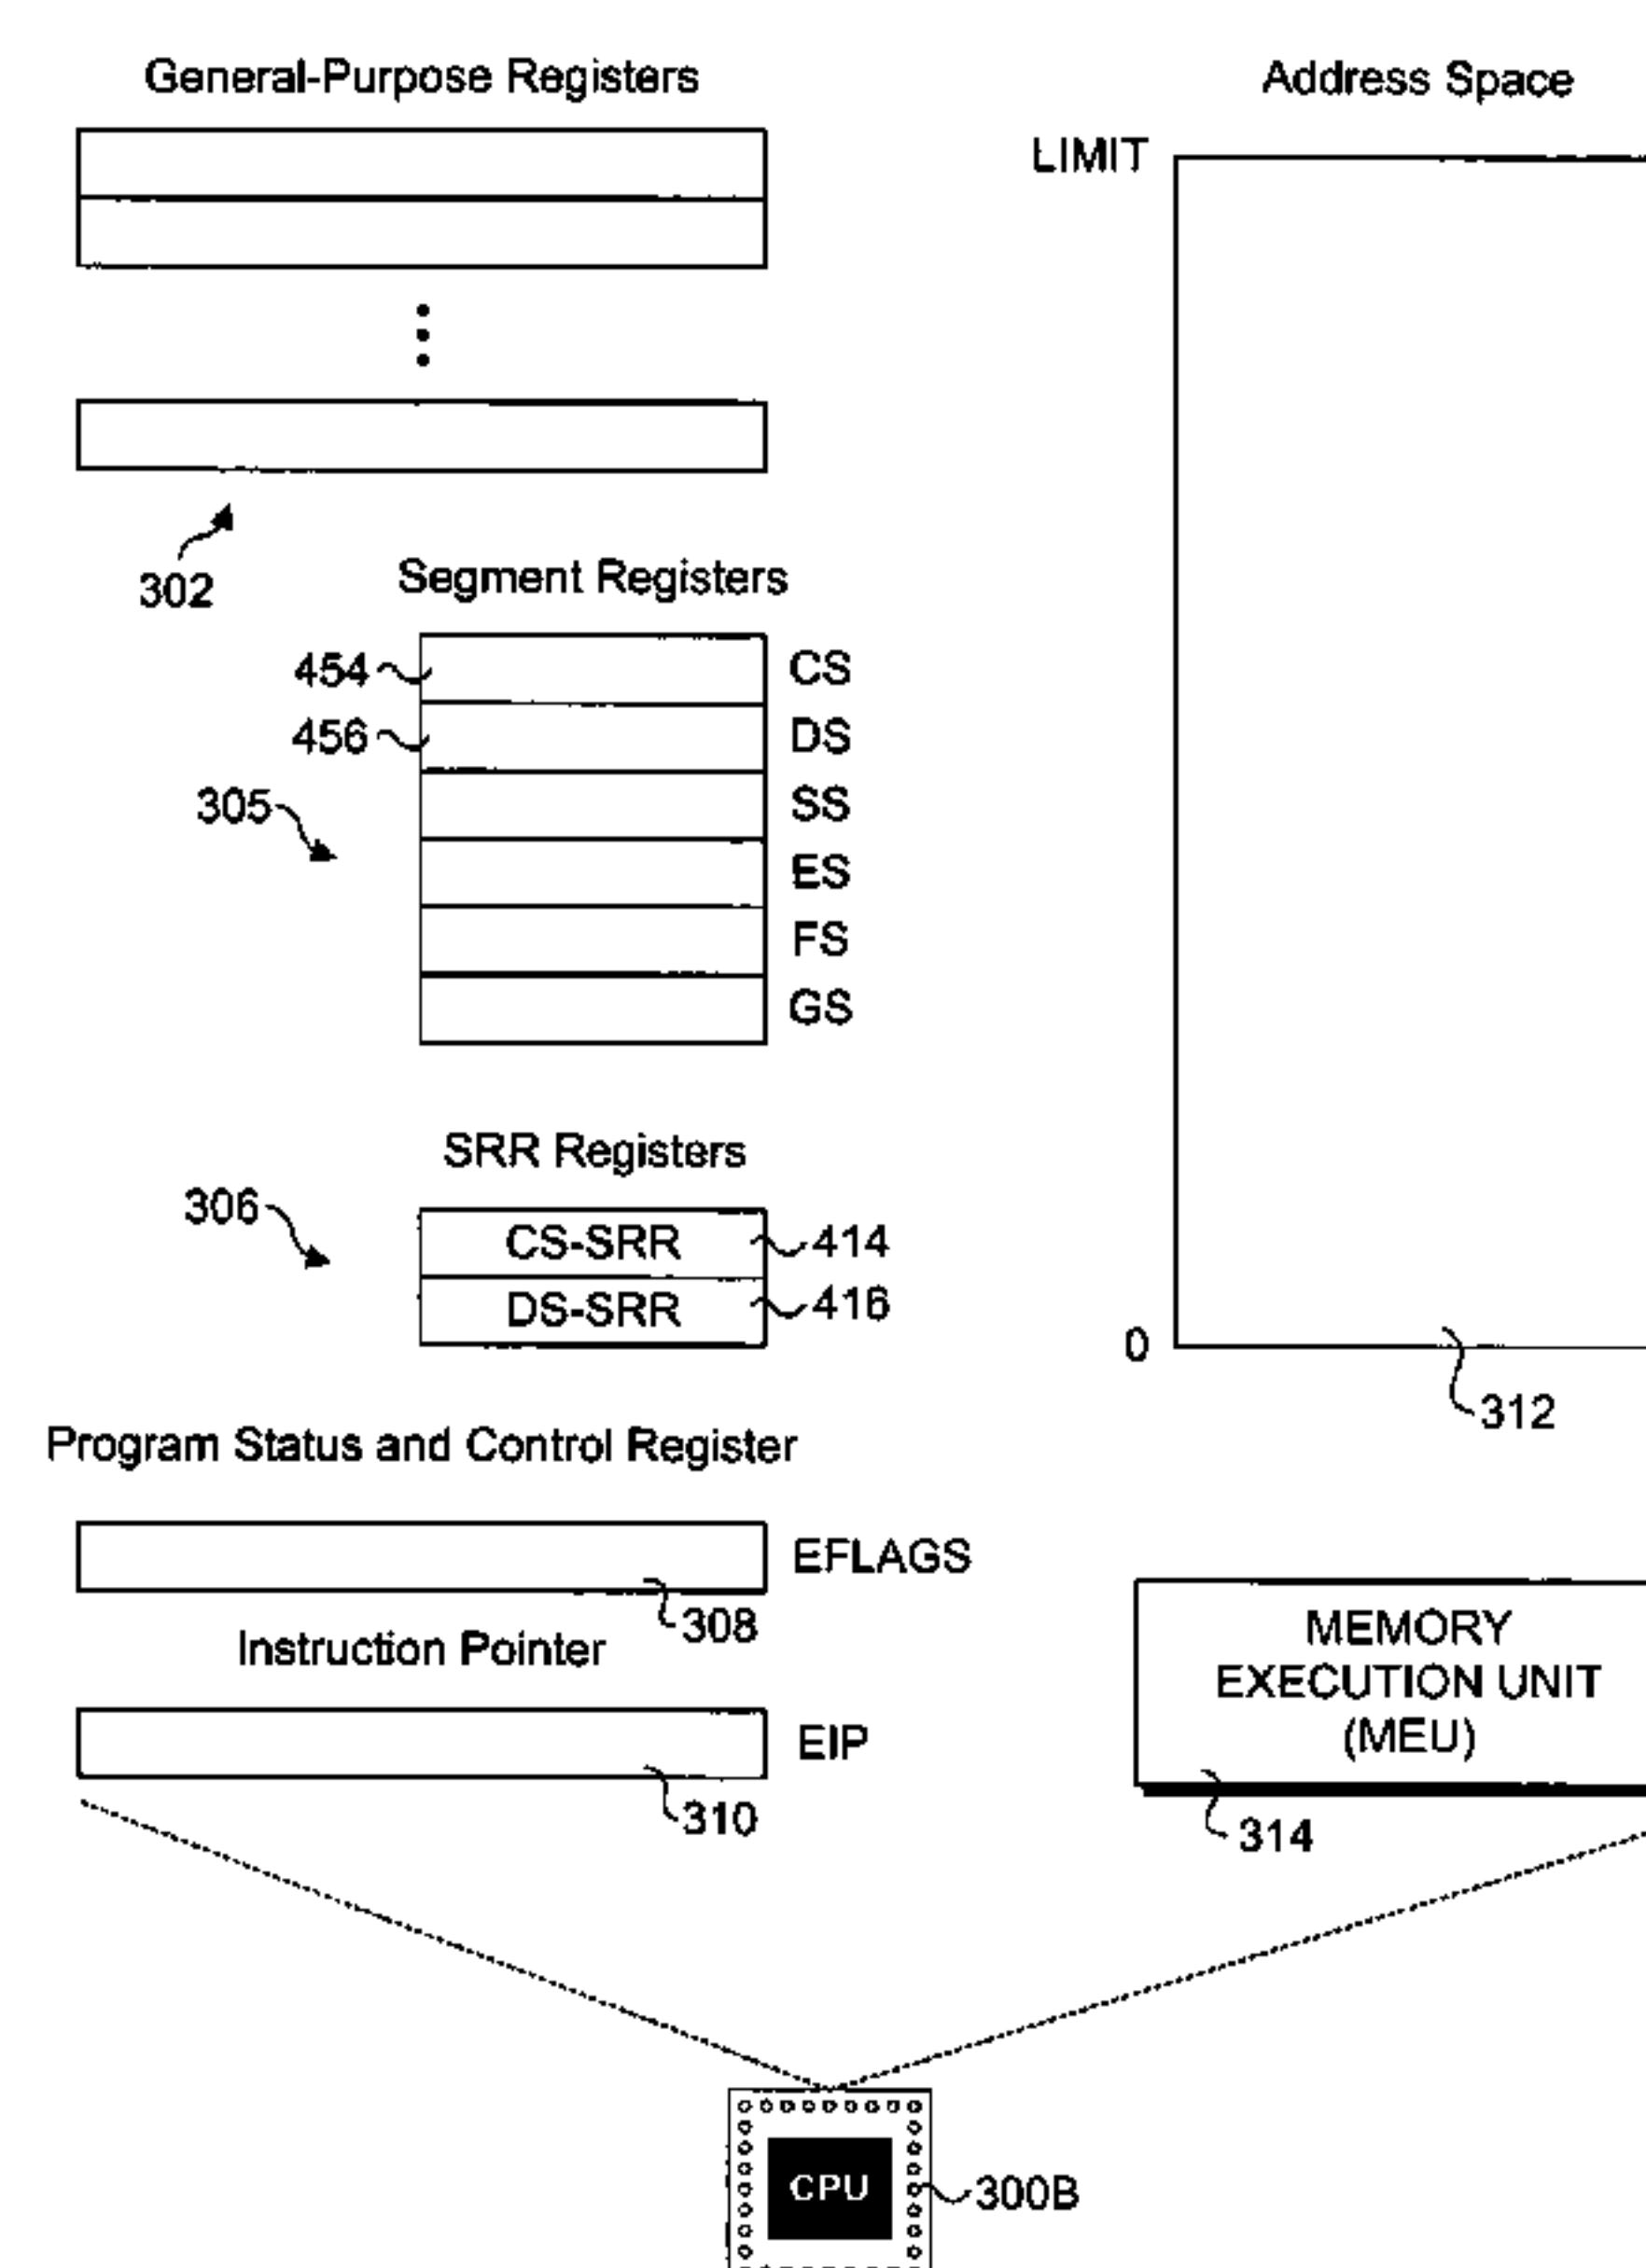 General-Purpose Registers
302
Segment Registers
454 CS
456 DS
SS
305
ES
FS
GS
SRR Registers
306
CS-SRR 414
DS-SRR 416
Program Status and Control Register
EFLAGS
308
Instruction Pointer
EIP
310
Address Space
LIMIT
0
312
MEMORY
EXECUTION UNIT
(MEU)
314
CPU
300B